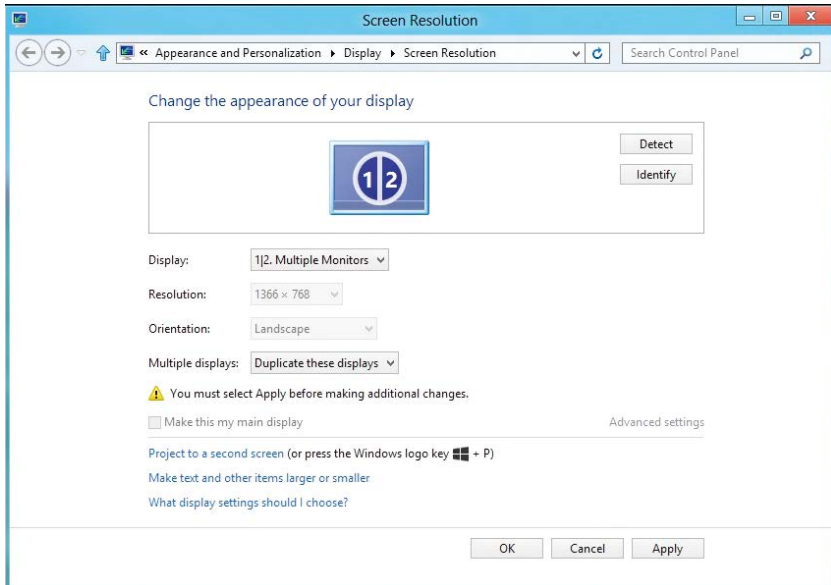 Screen Resolution
« Appearance and Personalization ▸ Display ▸ Screen Resolution
Search Control Panel
Change the appearance of your display
1|2
Detect
Identify
Display: 1|2. Multiple Monitors
Resolution: 1366 × 768
Orientation: Landscape
Multiple displays: Duplicate these displays
You must select Apply before making additional changes.
Make this my main display Advanced settings
Project to a second screen (or press the Windows logo key + P)
Make text and other items larger or smaller
What display settings should I choose?
OK Cancel Apply